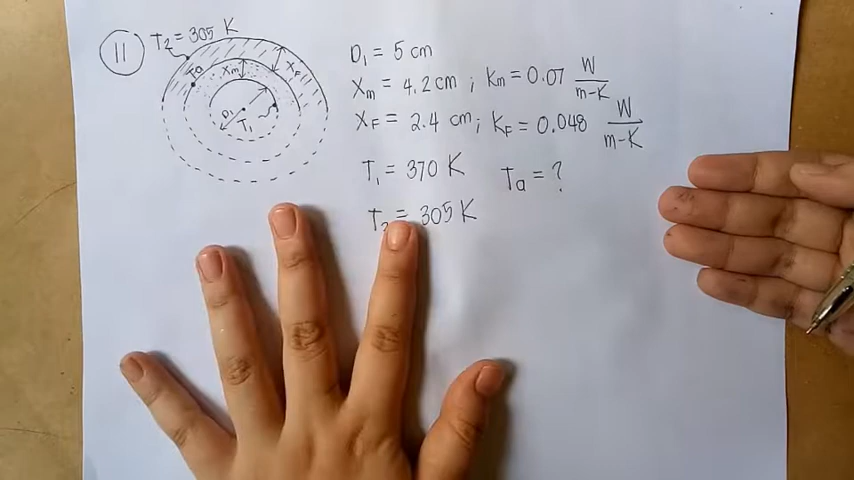 11
T2 = 305 K
Ta
Xm
XF
D1
T1
D1 = 5 cm
Xm = 4.2 cm ; Km = 0.07 W/m-K
XF = 2.4 cm ; KF = 0.048 W/m-K
T1 = 370 K
Ta = ?
T2 = 305 K